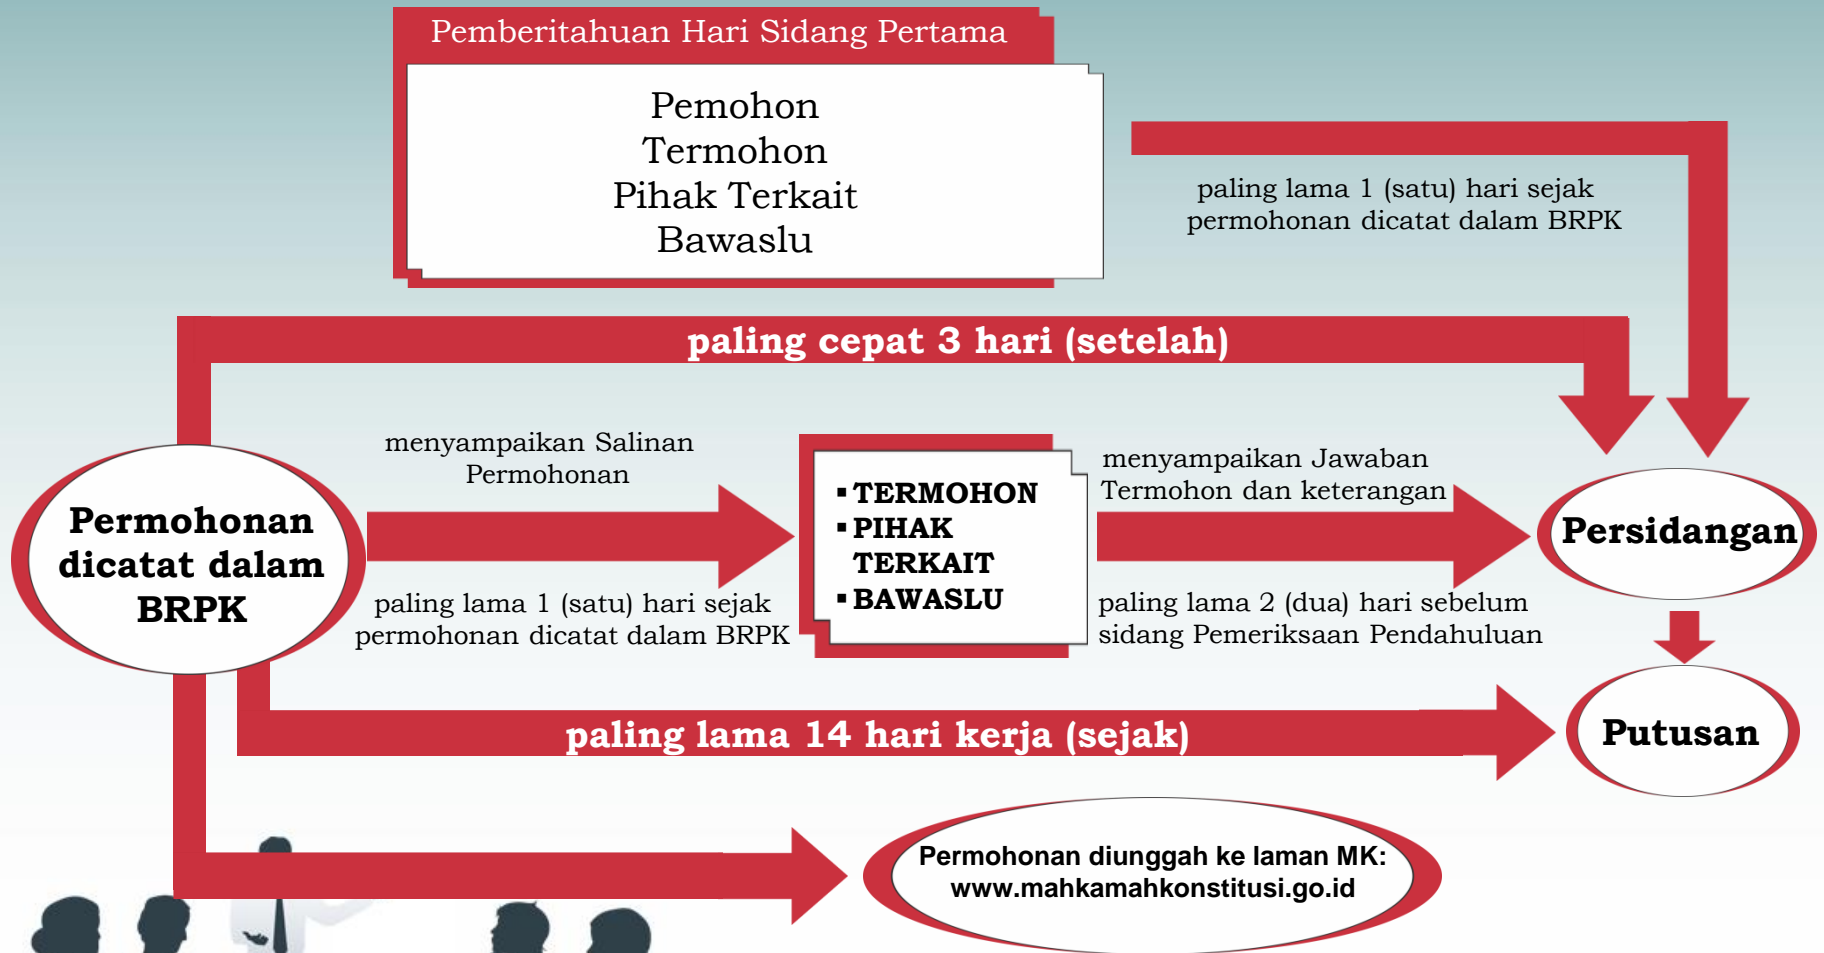 Pemberitahuan Hari Sidang Pertama
Pemohon
Termohon
Pihak Terkait
Bawaslu
paling lama 1 (satu) hari sejak
permohonan dicatat dalam BRPK
paling cepat 3 hari (setelah)
Permohonan
dicatat dalam
BRPK
menyampaikan Salinan
Permohonan
paling lama 1 (satu) hari sejak
permohonan dicatat dalam BRPK
▪ TERMOHON
▪ PIHAK
TERKAIT
▪ BAWASLU
menyampaikan Jawaban
Termohon dan keterangan
paling lama 2 (dua) hari sebelum
sidang Pemeriksaan Pendahuluan
Persidangan
paling lama 14 hari kerja (sejak)
Putusan
Permohonan diunggah ke laman MK:
www.mahkamahkonstitusi.go.id